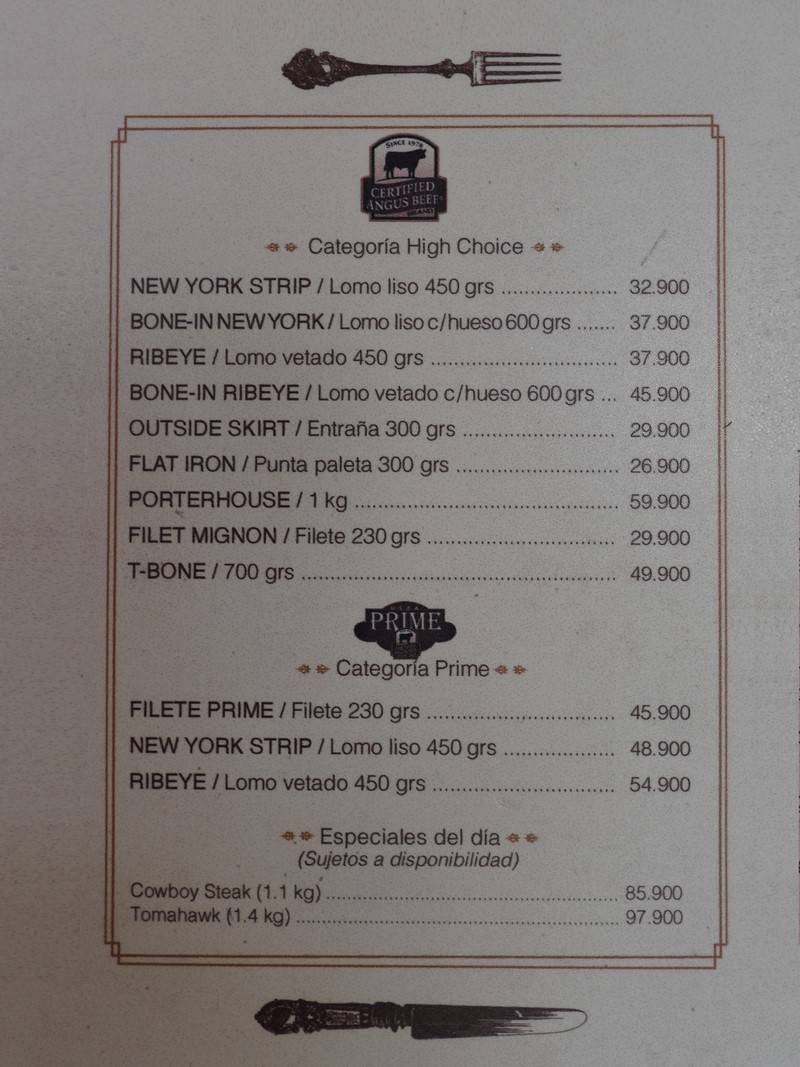 SINCE 1978
CERTIFIED
ANGUS BEEF®
BRAND
Categoría High Choice
NEW YORK STRIP / Lomo liso 450 grs .................... 32.900
BONE-IN NEW YORK / Lomo liso c/hueso 600 grs ....... 37.900
RIBEYE / Lomo vetado 450 grs ................................ 37.900
BONE-IN RIBEYE / Lomo vetado c/hueso 600 grs ... 45.900
OUTSIDE SKIRT / Entraña 300 grs .......................... 29.900
FLAT IRON / Punta paleta 300 grs ............................ 26.900
PORTERHOUSE / 1 kg ............................................. 59.900
FILET MIGNON / Filete 230 grs ................................ 29.900
T-BONE / 700 grs ...................................................... 49.900
USDA
PRIME
Categoría Prime
FILETE PRIME / Filete 230 grs ................................ 45.900
NEW YORK STRIP / Lomo liso 450 grs ................... 48.900
RIBEYE / Lomo vetado 450 grs ............................... 54.900
Especiales del día
(Sujetos a disponibilidad)
Cowboy Steak (1.1 kg) .......................................................... 85.900
Tomahawk (1.4 kg) ................................................................ 97.900